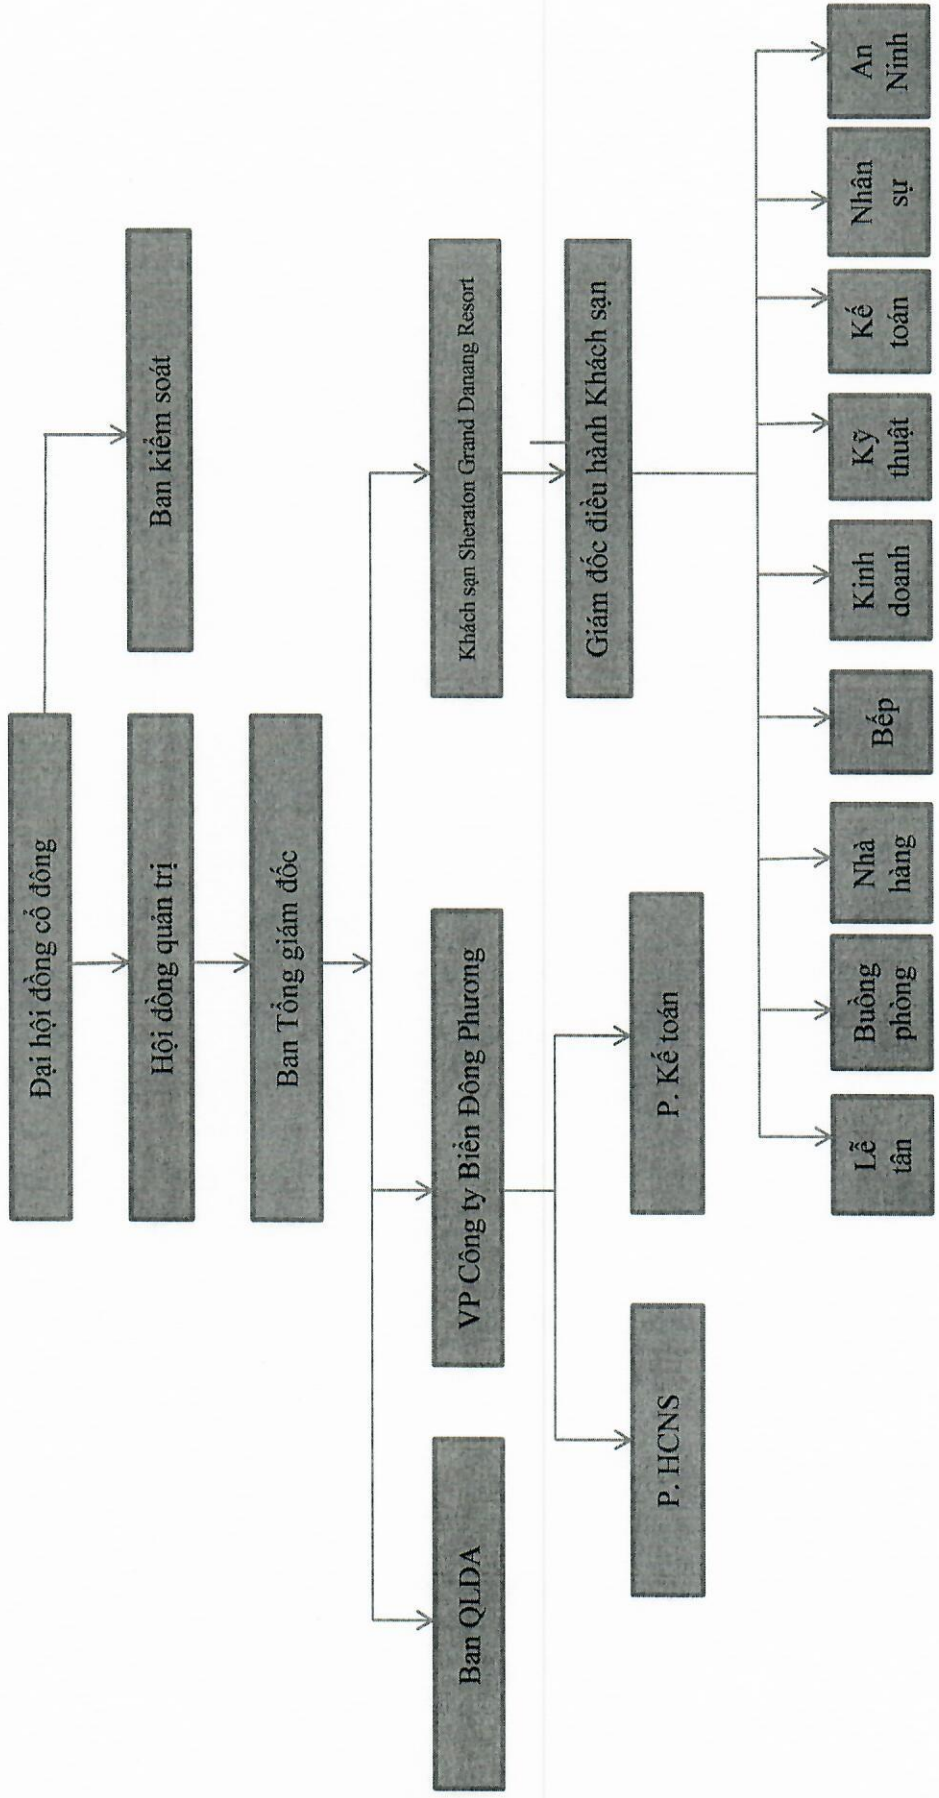 Đại hội đồng cổ đông
Ban kiểm soát
Hội đồng quản trị
Ban Tổng giám đốc
Ban QLDA
VP Công ty Biển Đông Phương
Khách sạn Sheraton Grand Danang Resort
Giám đốc điều hành Khách sạn
P. HCNS
P. Kế toán
Lễ
tân
Buồng
phòng
Nhà
hàng
Bếp
Kinh
doanh
Kỹ
thuật
Kế
toán
Nhân
sự
An
Ninh